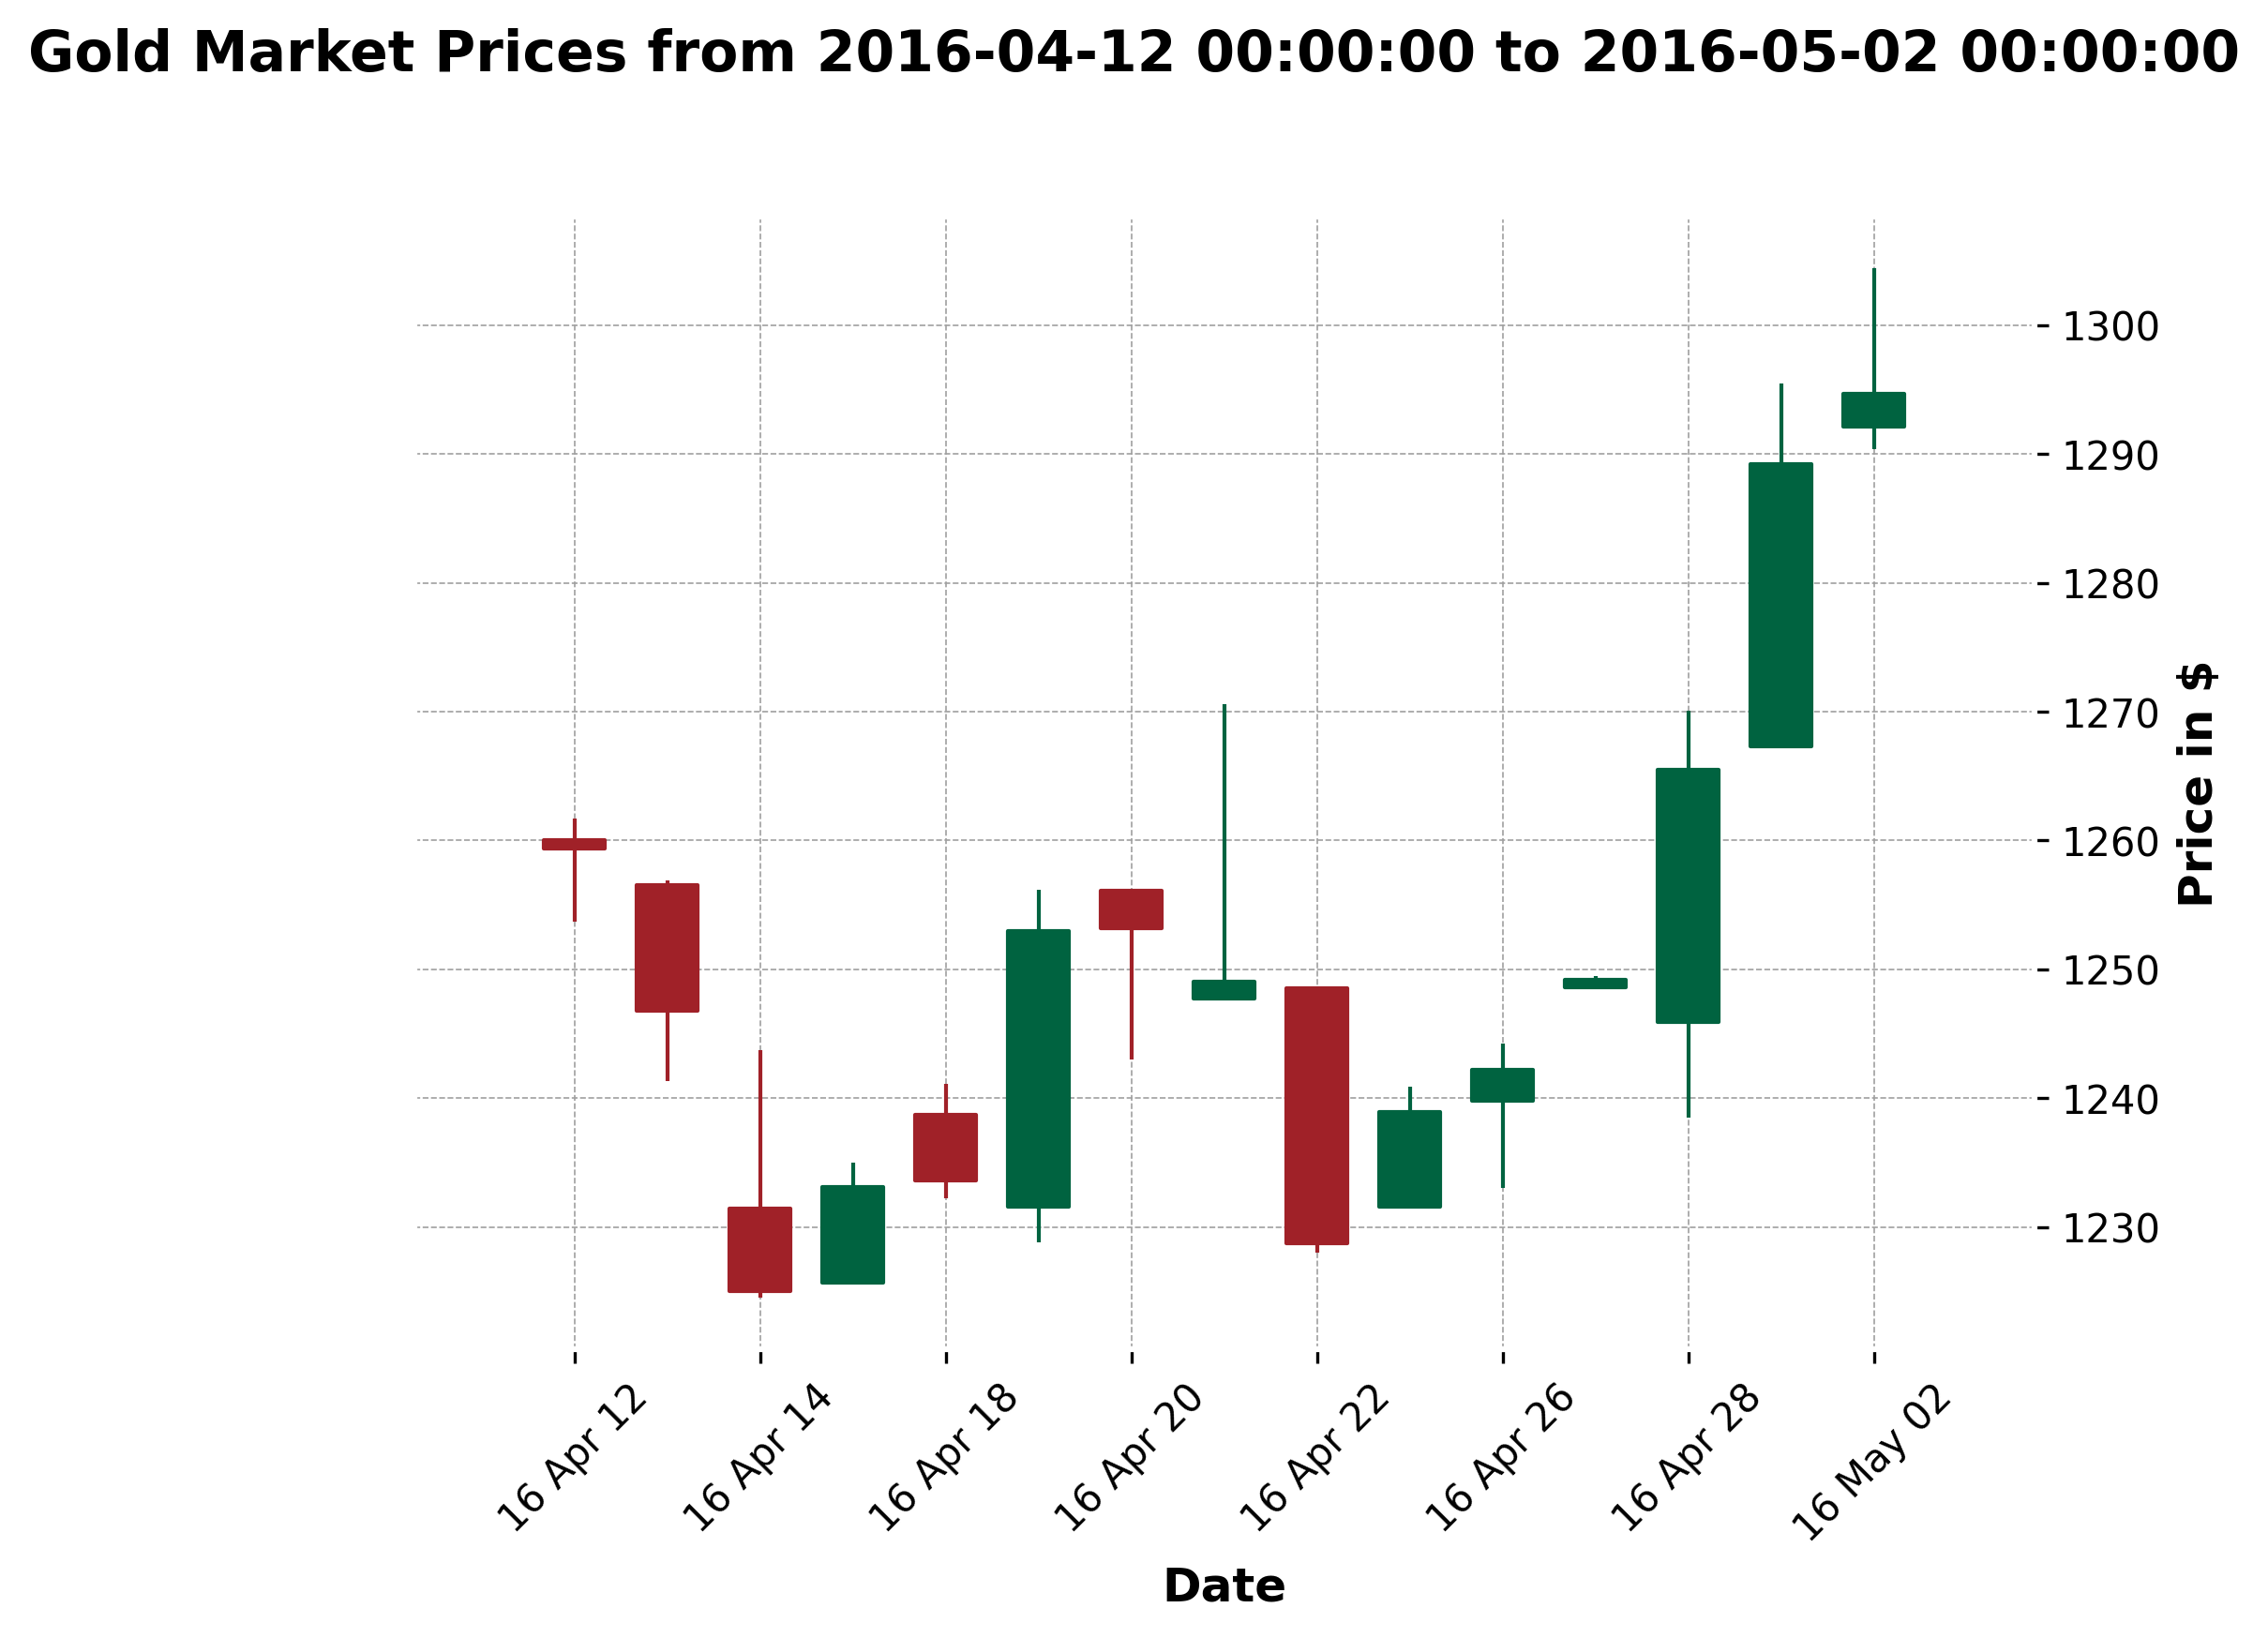 Gold Market Prices from 2016-04-12 00:00:00 to 2016-05-02 00:00:00
1300
1290
1280
1270
1260
1250
1240
1230
Price in $
16 Apr 12
16 Apr 14
16 Apr 18
16 Apr 20
16 Apr 22
16 Apr 26
16 Apr 28
16 May 02
Date